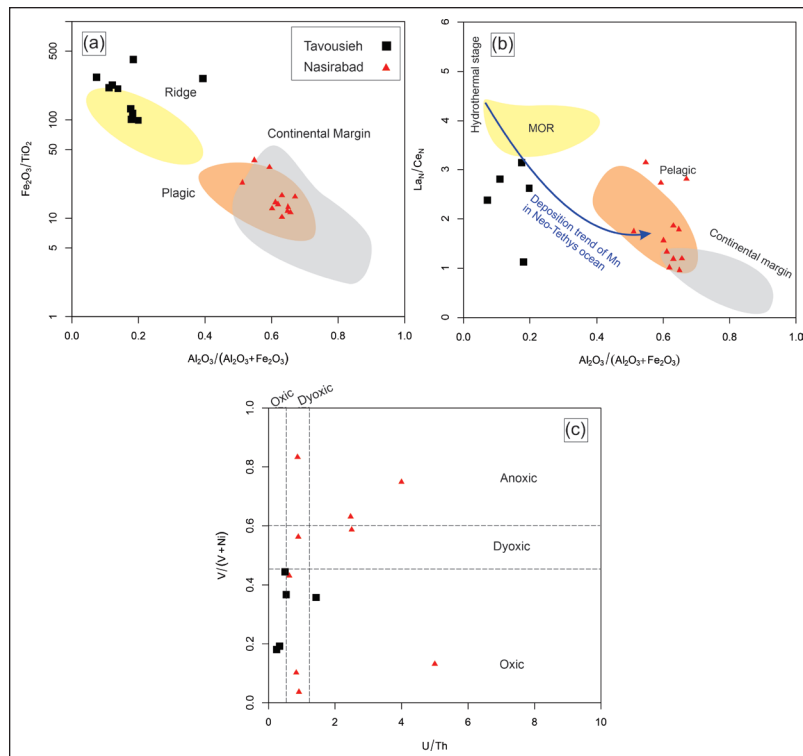 (a)
Tavousieh
Nasirabad
Ridge
Continental Margin
Plagic
500
100
50
10
5
1
Fe₂O₃/TiO₂
0.0 0.2 0.4 0.6 0.8 1.0
Al₂O₃/(Al₂O₃+Fe₂O₃)
(b)
Hydrothermal stage
MOR
Pelagic
Deposition trend of Mn
in Neo-Tethys ocean
Continental margin
6
5
4
3
2
1
0
La_N/Ce_N
0.0 0.2 0.4 0.6 0.8 1.0
Al₂O₃/(Al₂O₃+Fe₂O₃)
Oxic
Dyoxic
(c)
Anoxic
Dyoxic
Oxic
1.0
0.8
0.6
0.4
0.2
0.0
V/(V+Ni)
0 2 4 6 8 10
U/Th